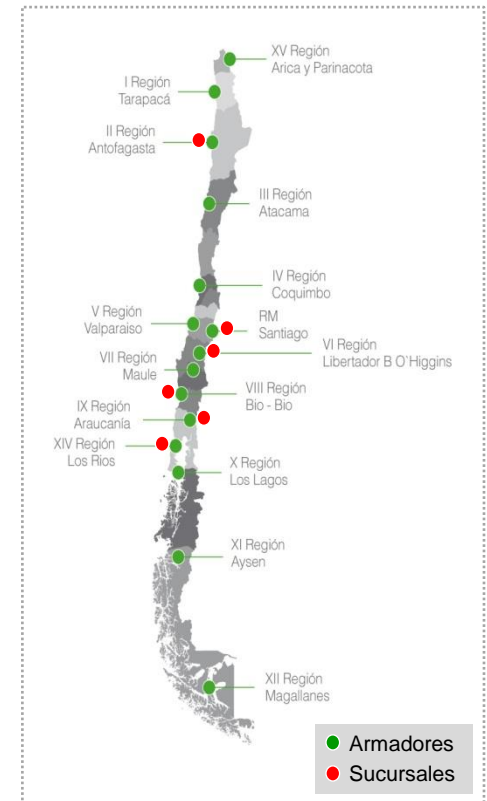 XV Región
Arica y Parinacota
I Región
Tarapacá
II Región
Antofagasta
III Región
Atacama
IV Región
Coquimbo
V Región
Valparaiso
RM
Santiago
VI Región
Libertador B O`Higgins
VII Región
Maule
VIII Región
Bio - Bio
IX Región
Araucanía
XIV Región
Los Rios
X Región
Los Lagos
XI Región
Aysen
XII Región
Magallanes
Armadores
Sucursales